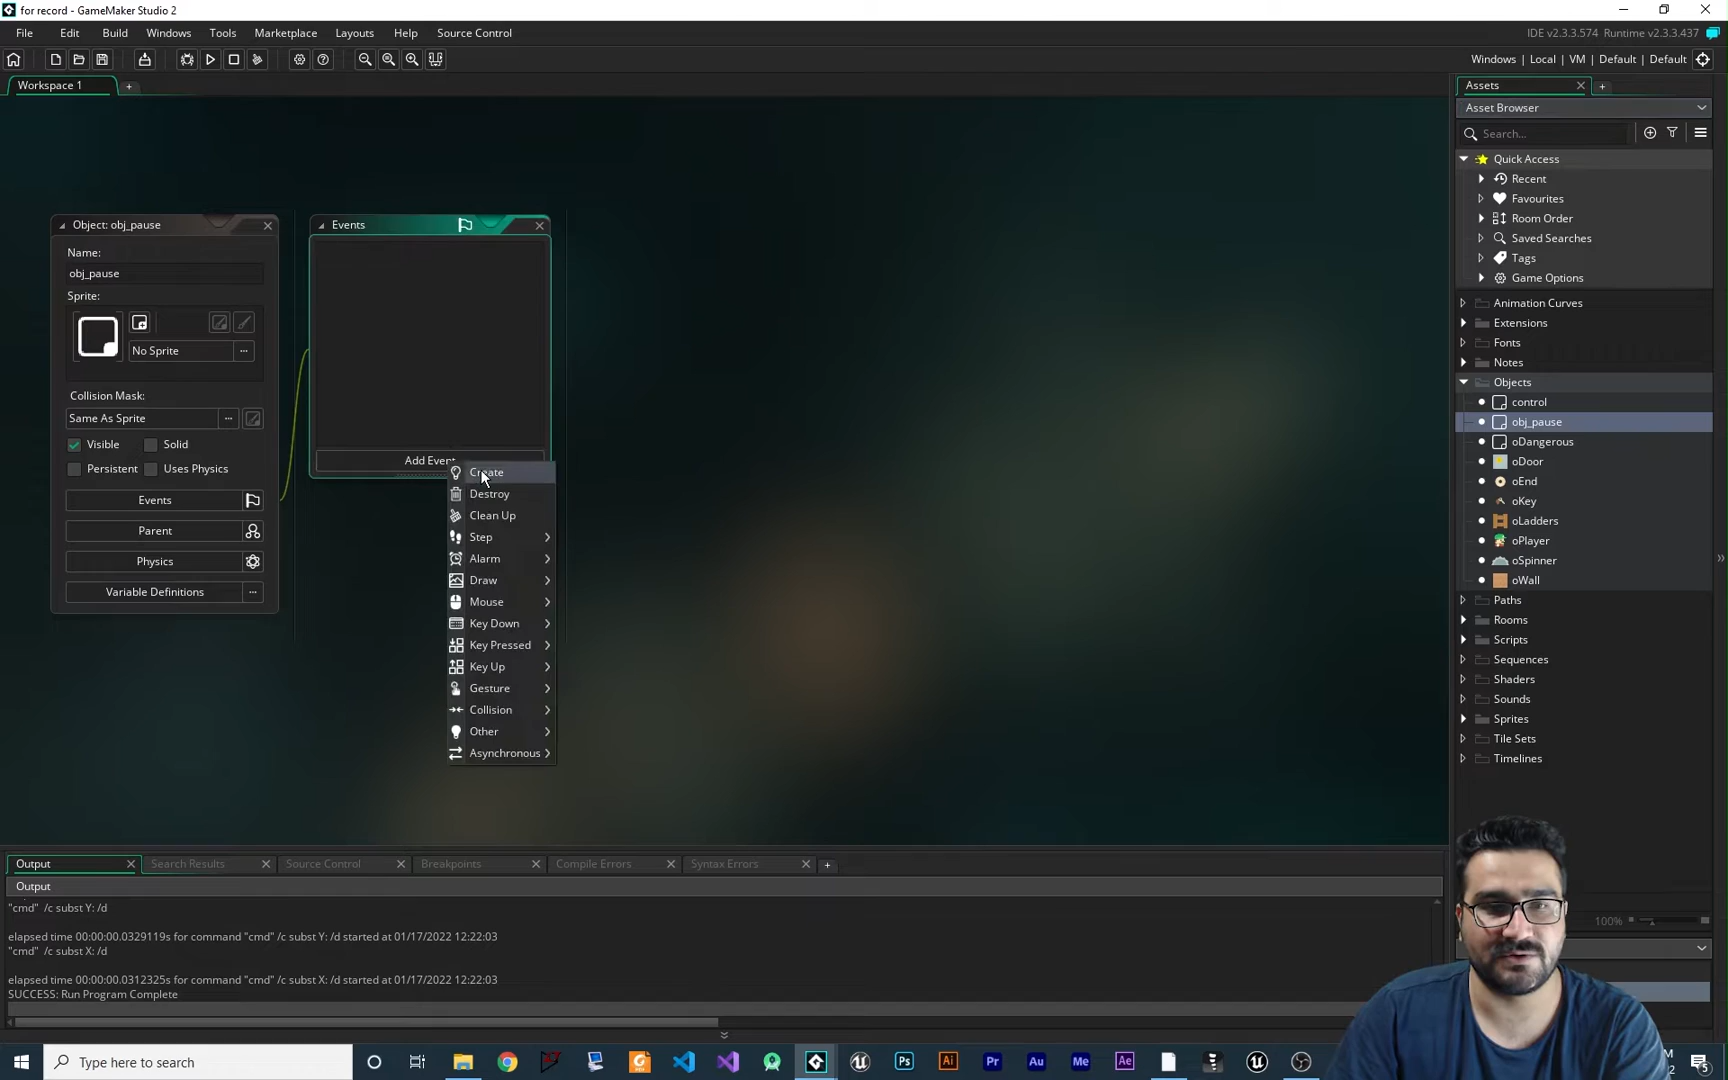 for record - GameMaker Studio 2
File Edit Build Windows Tools Marketplace Layouts Help Source Control
IDE v2.3.3.574 Runtime v2.3.3.437
Windows | Local | VM | Default | Default
Workspace 1
Assets
Asset Browser
Search...
Quick Access
Recent
Favourites
Room Order
Saved Searches
Tags
Game Options
Animation Curves
Extensions
Fonts
Notes
Objects
control
obj_pause
oDangerous
oDoor
oEnd
oKey
oLadders
oPlayer
oSpinner
oWall
Paths
Rooms
Scripts
Sequences
Shaders
Sounds
Sprites
Tile Sets
Timelines
100%
Object: obj_pause
Name:
obj_pause
Sprite:
No Sprite
Collision Mask:
Same As Sprite
Visible Solid
Persistent Uses Physics
Events
Parent
Physics
Variable Definitions
Events
Add Event
Create
Destroy
Clean Up
Step
Alarm
Draw
Mouse
Key Down
Key Pressed
Key Up
Gesture
Collision
Other
Asynchronous
Output Search Results Source Control Breakpoints Compile Errors Syntax Errors
Output
"cmd" /c subst Y: /d
elapsed time 00:00:00.0329119s for command "cmd" /c subst Y: /d started at 01/17/2022 12:22:03
"cmd" /c subst X: /d
elapsed time 00:00:00.0312325s for command "cmd" /c subst X: /d started at 01/17/2022 12:22:03
SUCCESS: Run Program Complete
Type here to search
Ps Ai Pr Au Me Ae
5